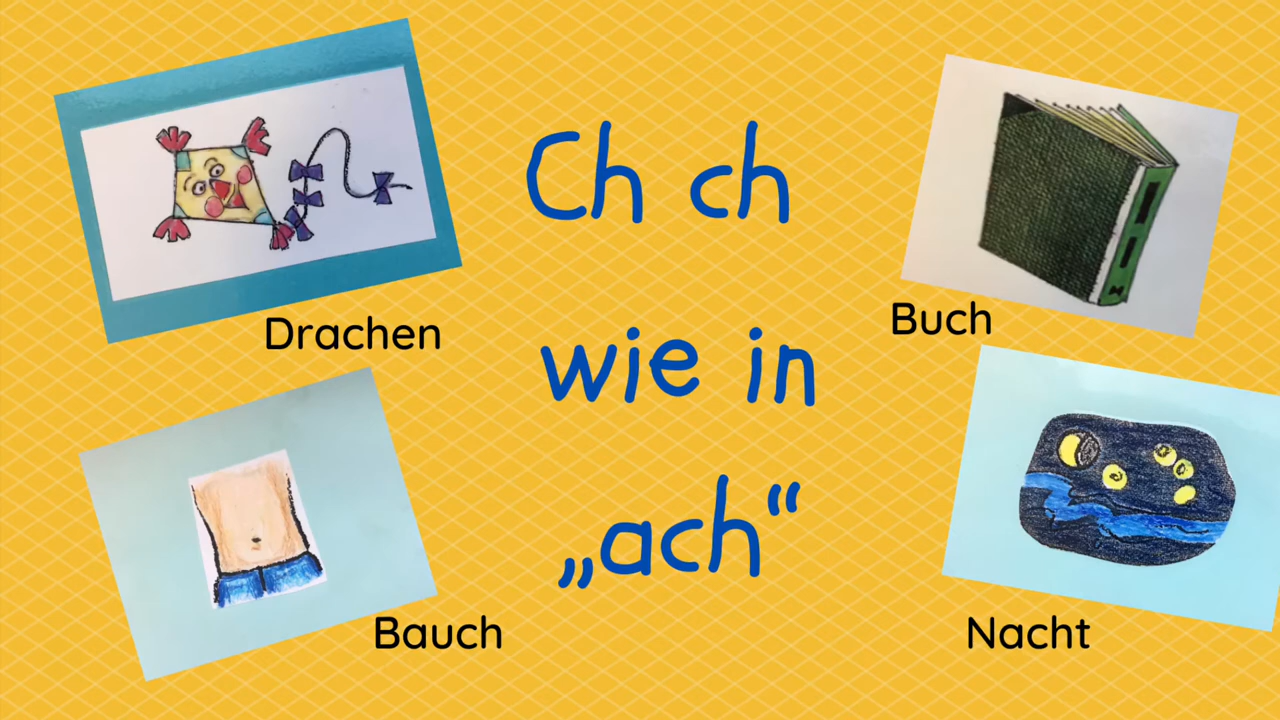 Ch ch
Drachen
Buch
wie in
„ach“
Bauch
Nacht